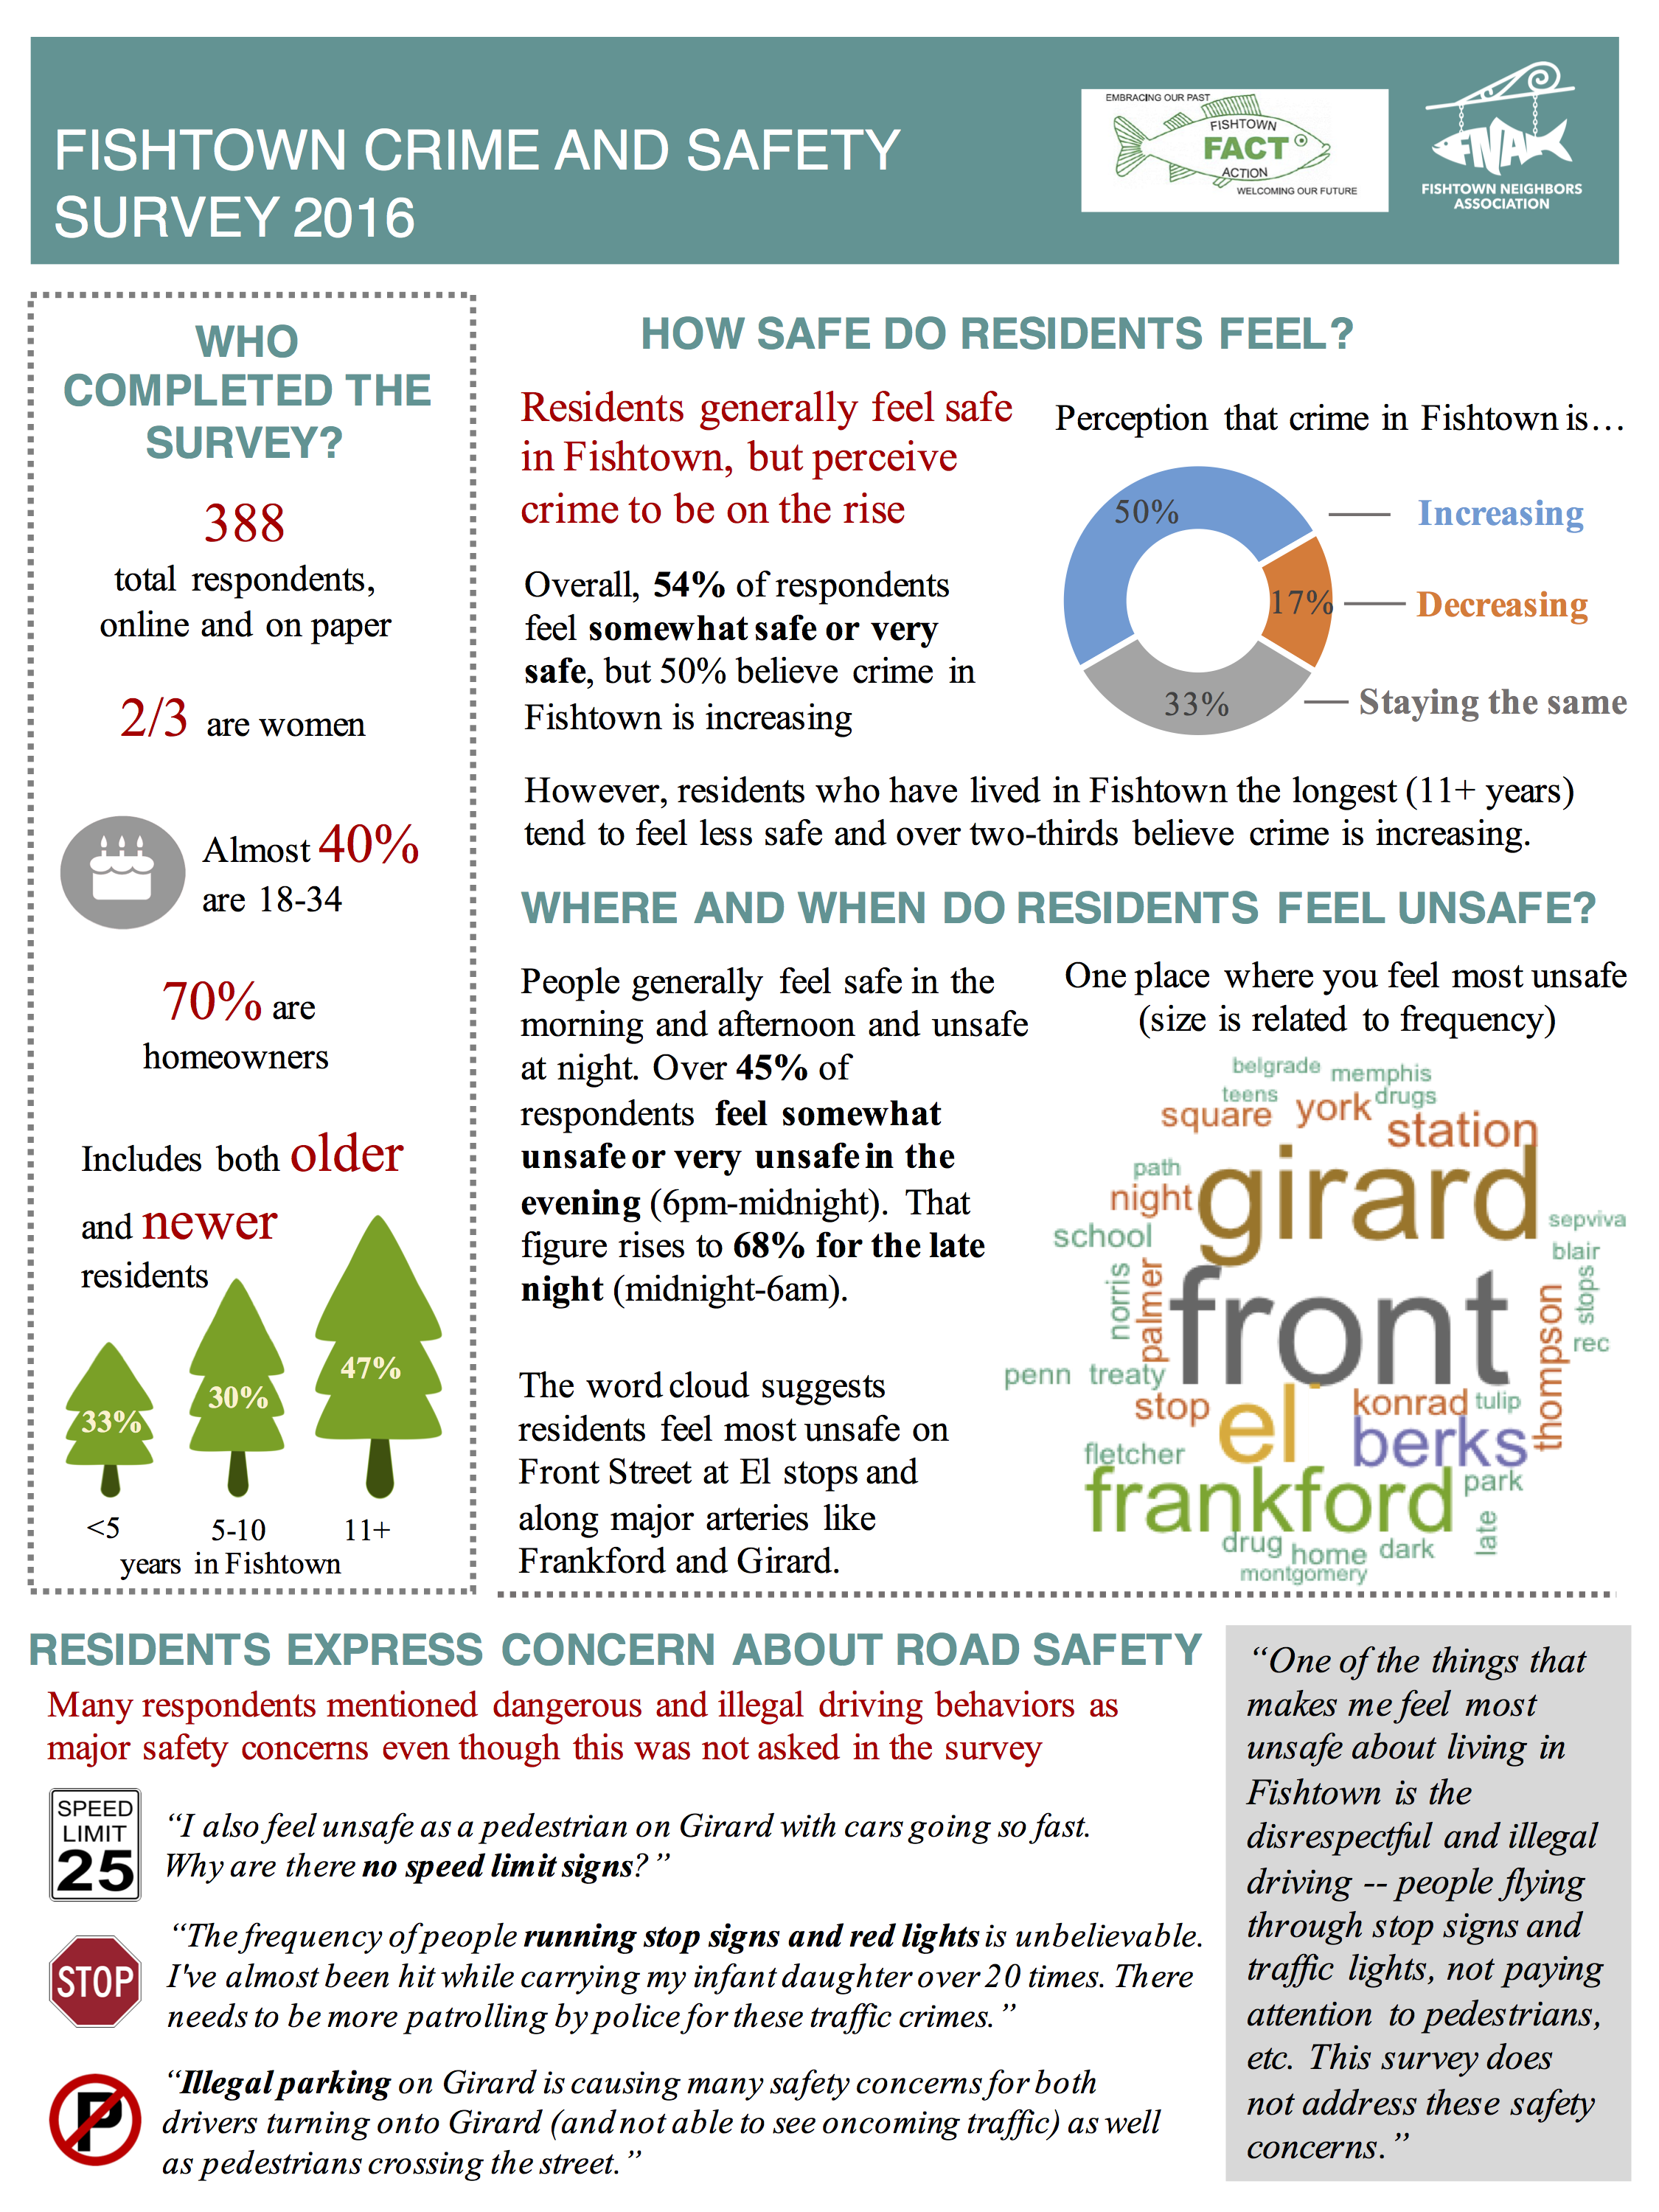 FISHTOWN CRIME AND SAFETY
SURVEY 2016
EMBRACING OUR PAST
FISHTOWN
FACT
ACTION
WELCOMING OUR FUTURE
FNA
FISHTOWN NEIGHBORS
ASSOCIATION
WHO
COMPLETED THE
SURVEY?
388
total respondents,
online and on paper
2/3 are women
Almost 40%
are 18-34
70% are
homeowners
Includes both older
and newer
residents
33%
30%
47%
<5
5-10
11+
years in Fishtown
HOW SAFE DO RESIDENTS FEEL?
Residents generally feel safe
in Fishtown, but perceive
crime to be on the rise
Overall, 54% of respondents
feel somewhat safe or very
safe, but 50% believe crime in
Fishtown is increasing
Perception that crime in Fishtown is…
50%
Increasing
17%
Decreasing
33%
Staying the same
However, residents who have lived in Fishtown the longest (11+ years)
tend to feel less safe and over two-thirds believe crime is increasing.
WHERE AND WHEN DO RESIDENTS FEEL UNSAFE?
People generally feel safe in the
morning and afternoon and unsafe
at night. Over 45% of
respondents feel somewhat
unsafe or very unsafe in the
evening (6pm-midnight). That
figure rises to 68% for the late
night (midnight-6am).
The word cloud suggests
residents feel most unsafe on
Front Street at El stops and
along major arteries like
Frankford and Girard.
One place where you feel most unsafe
(size is related to frequency)
belgrade
memphis
teens
drugs
square
york
station
path
girard
night
sepviva
school
blair
norris
palmer
front
stops
thompson
rec
penn treaty
stop
el
konrad
tulip
berks
fletcher
frankford
park
late
drug
home
dark
montgomery
RESIDENTS EXPRESS CONCERN ABOUT ROAD SAFETY
Many respondents mentioned dangerous and illegal driving behaviors as
major safety concerns even though this was not asked in the survey
SPEED
LIMIT
25
“I also feel unsafe as a pedestrian on Girard with cars going so fast.
Why are there no speed limit signs?”
STOP
“The frequency of people running stop signs and red lights is unbelievable.
I've almost been hit while carrying my infant daughter over 20 times. There
needs to be more patrolling by police for these traffic crimes.”
P
“Illegal parking on Girard is causing many safety concerns for both
drivers turning onto Girard (and not able to see oncoming traffic) as well
as pedestrians crossing the street.”
“One of the things that
makes me feel most
unsafe about living in
Fishtown is the
disrespectful and illegal
driving -- people flying
through stop signs and
traffic lights, not paying
attention to pedestrians,
etc. This survey does
not address these safety
concerns.”